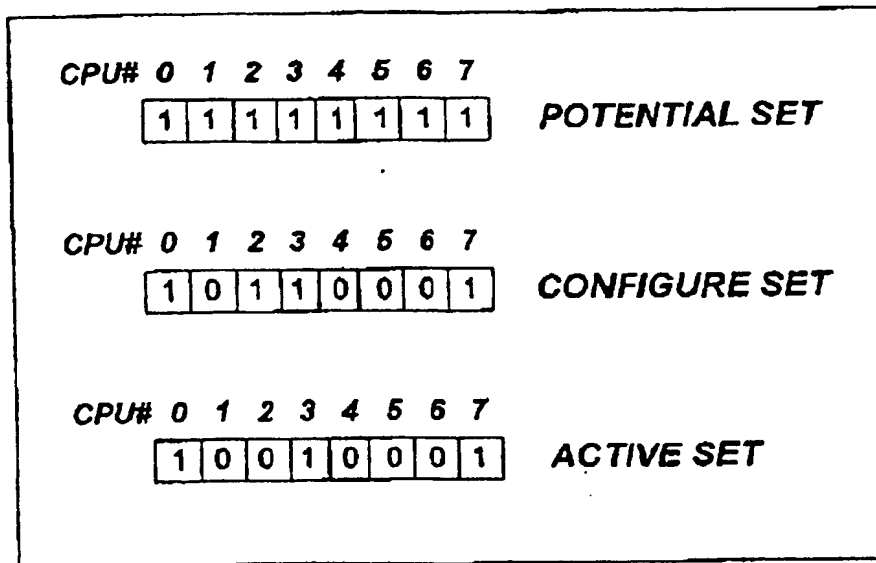 CPU# 0 1 2 3 4 5 6 7
1 1 1 1 1 1 1 1 POTENTIAL SET
CPU# 0 1 2 3 4 5 6 7
1 0 1 1 0 0 0 1 CONFIGURE SET
CPU# 0 1 2 3 4 5 6 7
1 0 0 1 0 0 0 1 ACTIVE SET